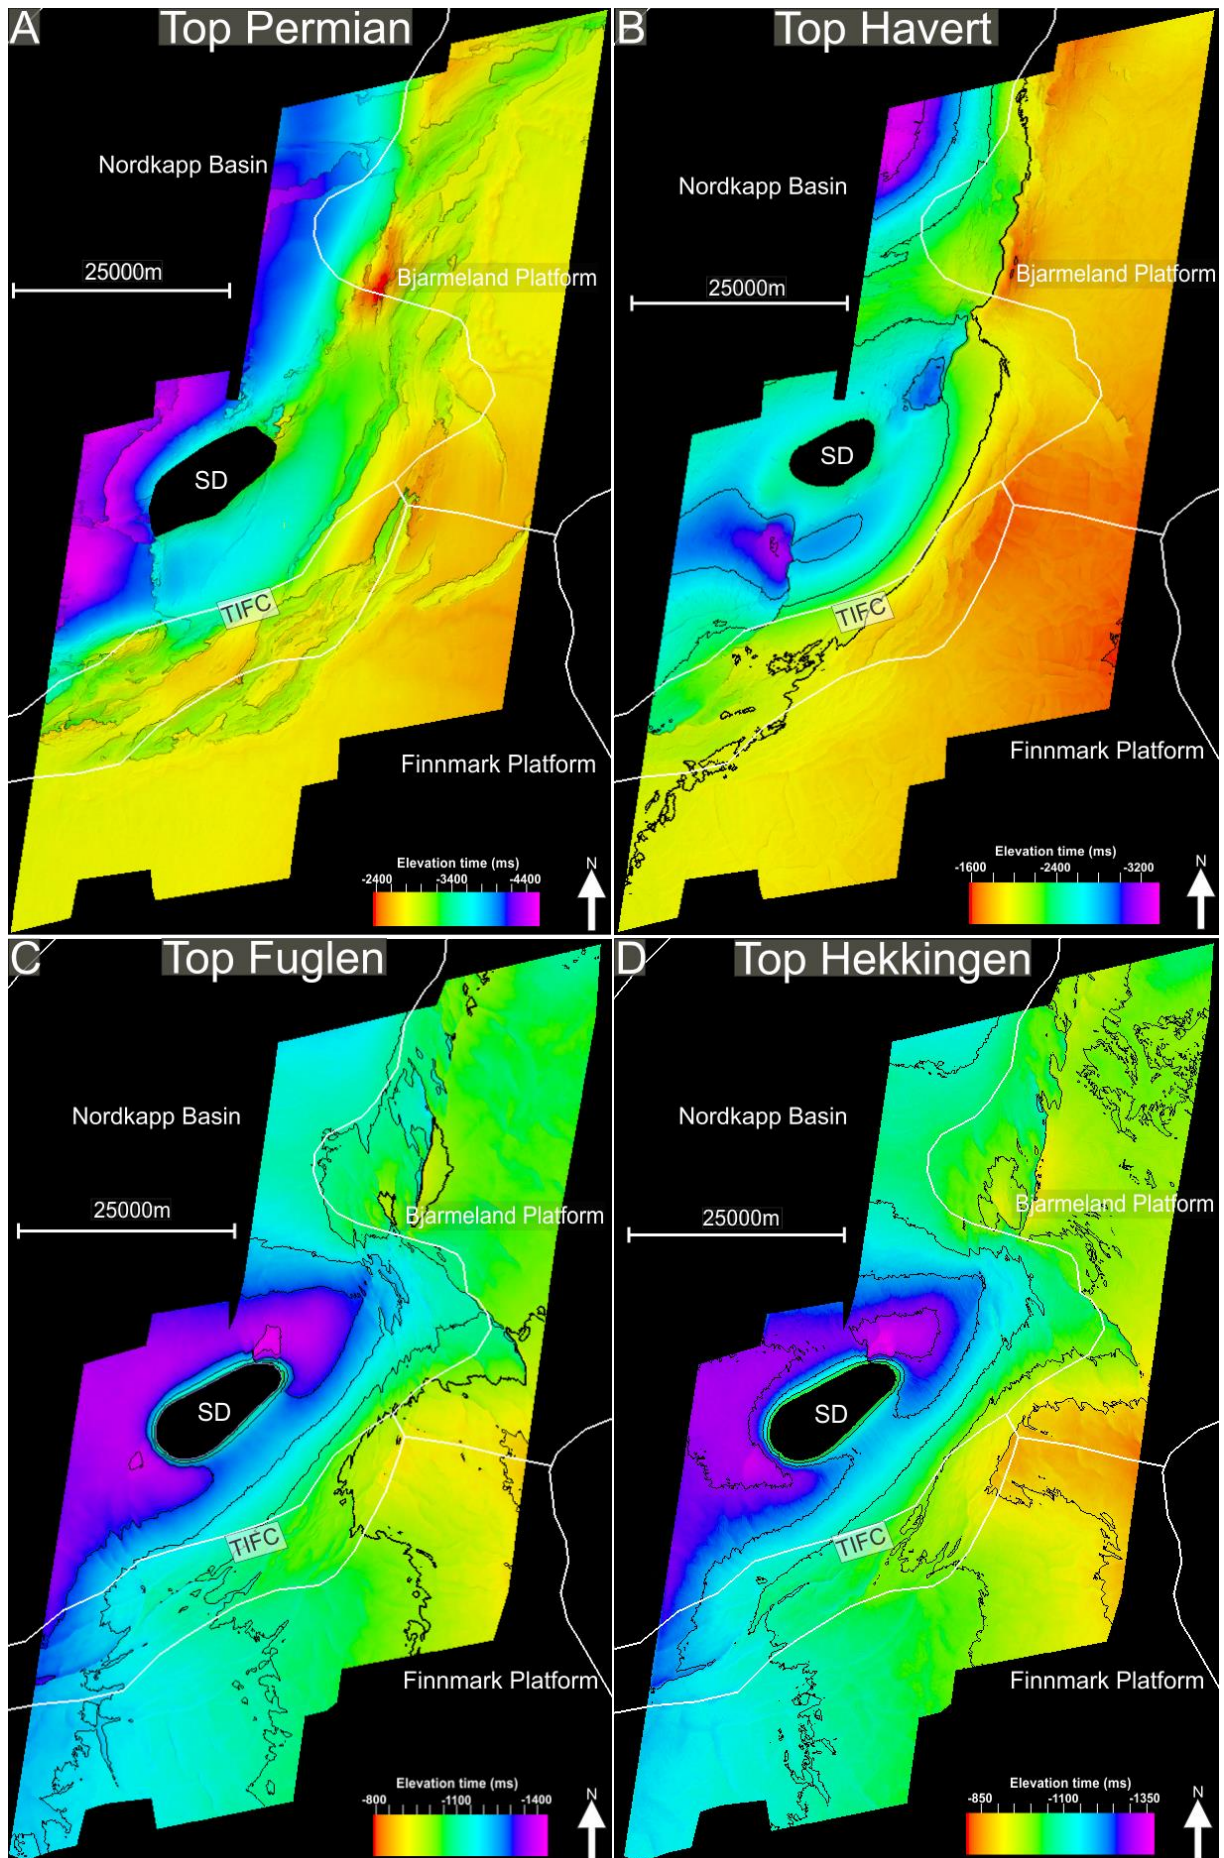 A
Top Permian
Nordkapp Basin
25000m
Bjarmeland Platform
SD
TIFC
Finnmark Platform
Elevation time (ms)
-2400 -3400 -4400
N
B
Top Havert
Nordkapp Basin
25000m
Bjarmeland Platform
SD
TIFC
Finnmark Platform
Elevation time (ms)
-1600 -2400 -3200
N
C
Top Fuglen
Nordkapp Basin
25000m
Bjarmeland Platform
SD
TIFC
Finnmark Platform
Elevation time (ms)
-800 -1100 -1400
N
D
Top Hekkingen
Nordkapp Basin
25000m
Bjarmeland Platform
SD
TIFC
Finnmark Platform
Elevation time (ms)
-850 -1100 -1350
N